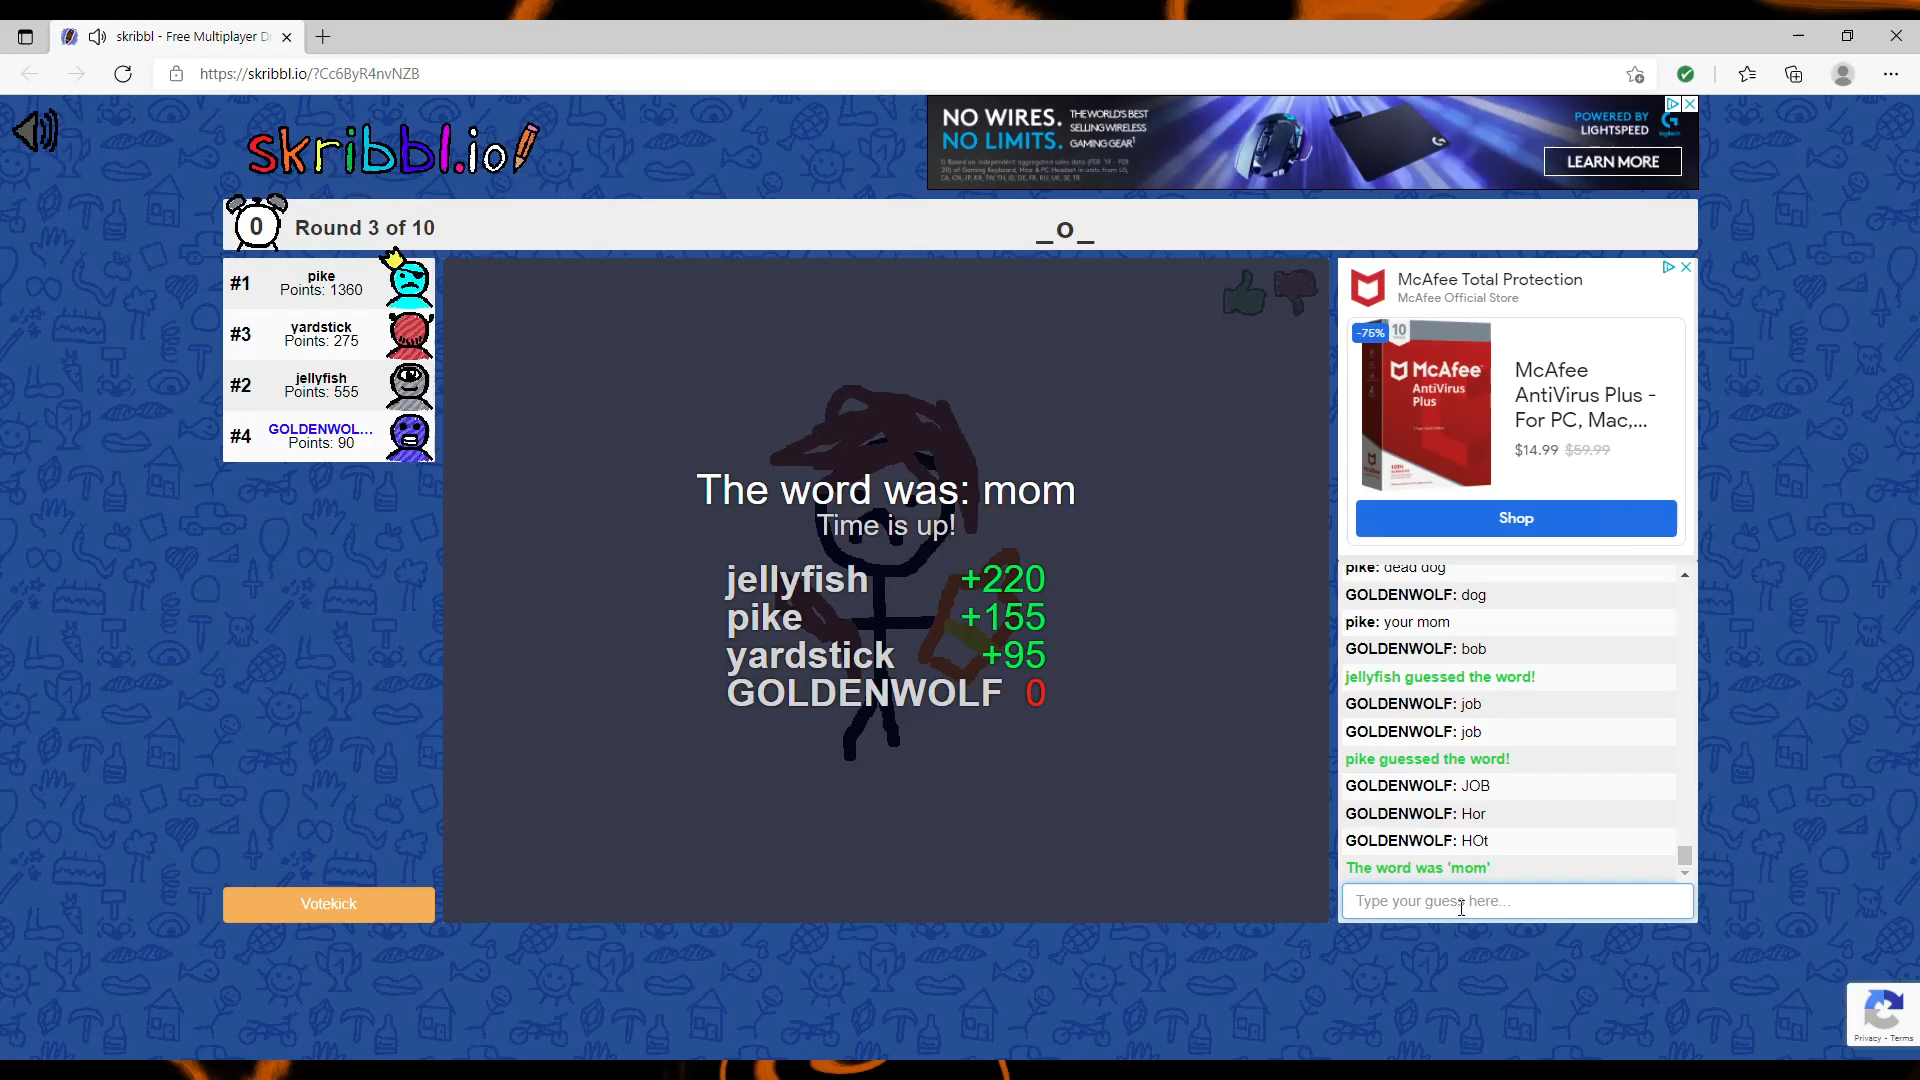 skribbl - Free Multiplayer D
https://skribbl.io/?Cc6ByR4nvNZB
skribbl.io
NO WIRES.
NO LIMITS.
THE WORLD'S BEST
SELLING WIRELESS
GAMING GEAR¹
POWERED BY
LIGHTSPEED
logitech
LEARN MORE
0
Round 3 of 10
_o_
#1
pike
Points: 1360
#3
yardstick
Points: 275
#2
jellyfish
Points: 555
#4
GOLDENWOL...
Points: 90
Votekick
The word was: mom
Time is up!
jellyfish +220
pike +155
yardstick +95
GOLDENWOLF 0
McAfee Total Protection
McAfee Official Store
-75%
10
McAfee
AntiVirus
Plus
McAfee
AntiVirus Plus -
For PC, Mac,...
$14.99 $59.99
Shop
pike: dead dog
GOLDENWOLF: dog
pike: your mom
GOLDENWOLF: bob
jellyfish guessed the word!
GOLDENWOLF: job
GOLDENWOLF: job
pike guessed the word!
GOLDENWOLF: JOB
GOLDENWOLF: Hor
GOLDENWOLF: HOt
The word was 'mom'
Type your guess here...
Privacy - Terms